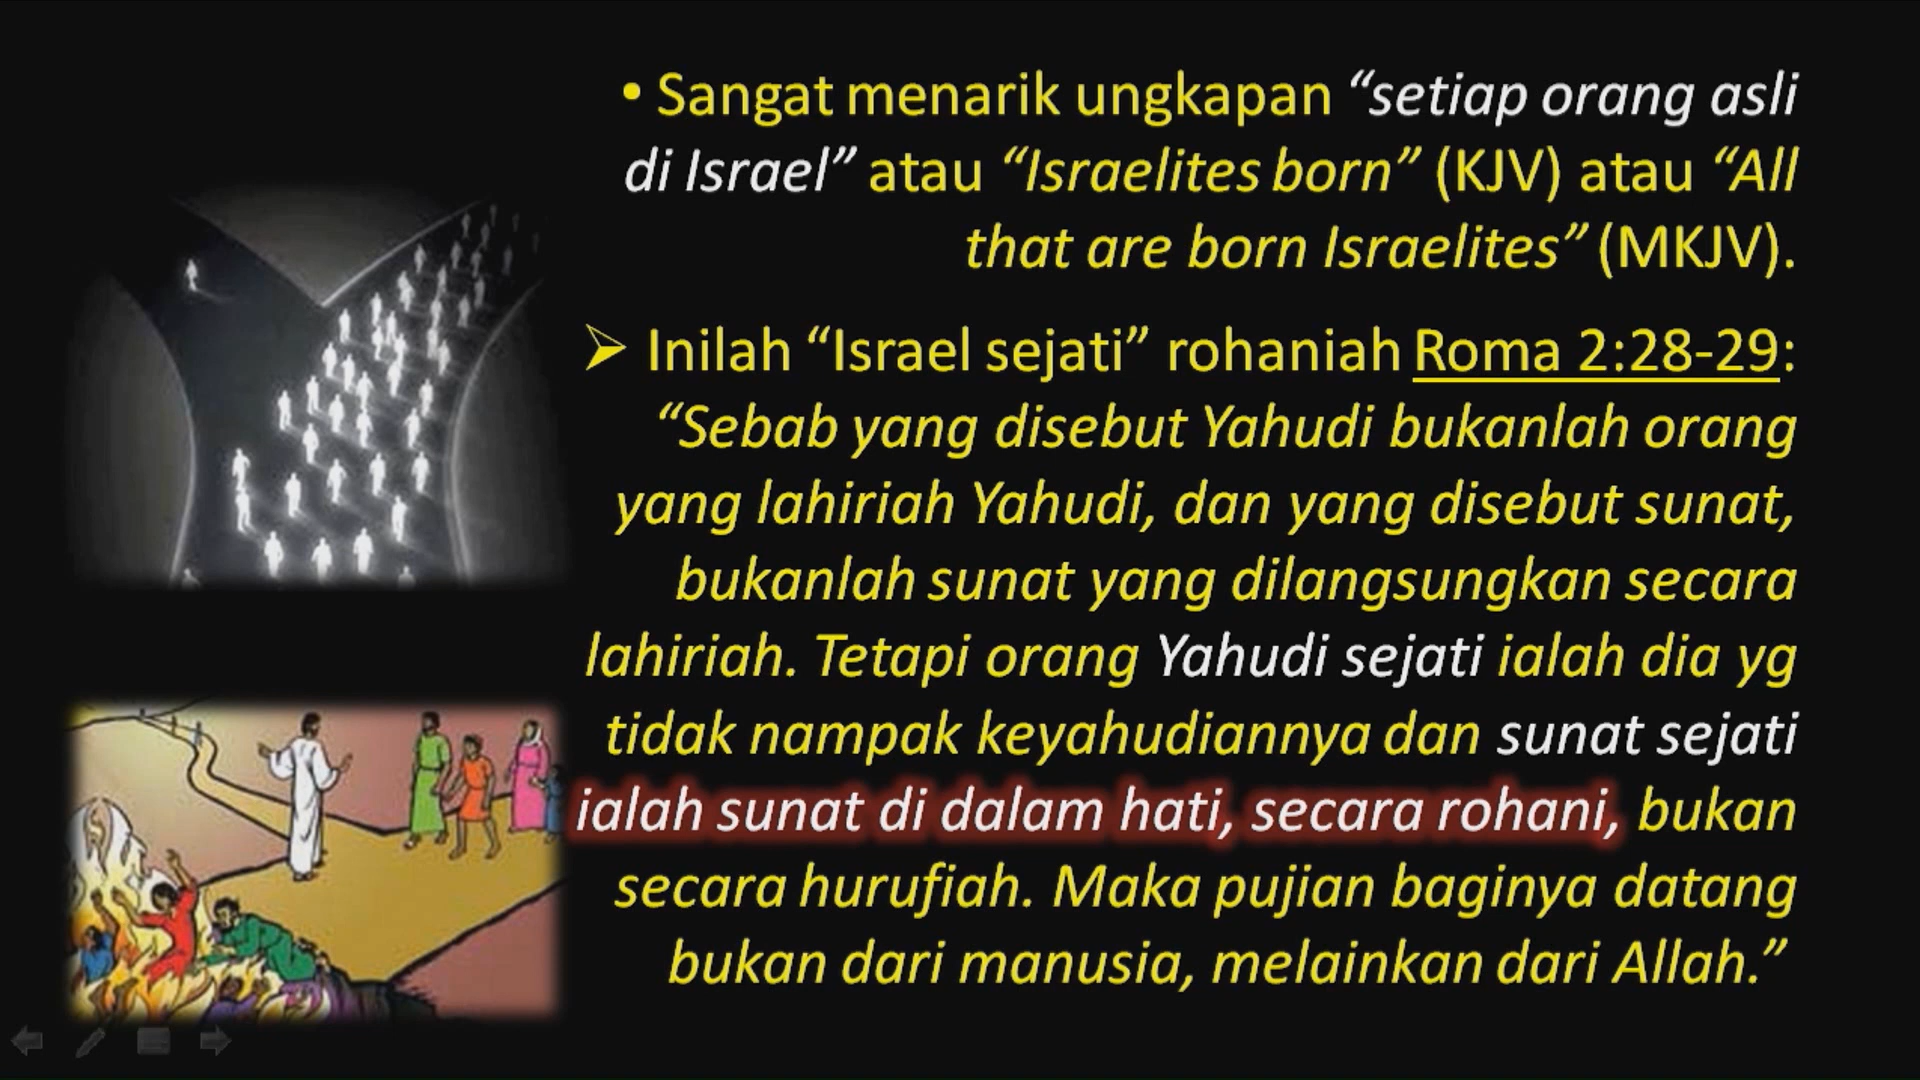 • Sangat menarik ungkapan “setiap orang asli
di Israel” atau “Israelites born” (KJV) atau “All
that are born Israelites” (MKJV).
➢ Inilah “Israel sejati” rohaniah Roma 2:28-29:
“Sebab yang disebut Yahudi bukanlah orang
yang lahiriah Yahudi, dan yang disebut sunat,
bukanlah sunat yang dilangsungkan secara
lahiriah. Tetapi orang Yahudi sejati ialah dia yg
tidak nampak keyahudiannya dan sunat sejati
ialah sunat di dalam hati, secara rohani, bukan
secara hurufiah. Maka pujian baginya datang
bukan dari manusia, melainkan dari Allah.”